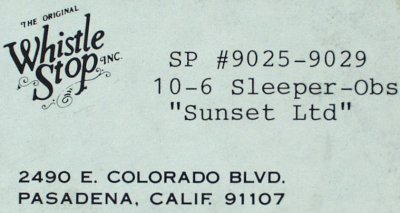 THE ORIGINAL
Whistle
Stop INC.
SP #9025-9029
10-6 Sleeper-Obs
"Sunset Ltd"
2490 E. COLORADO BLVD.
PASADENA, CALIF. 91107